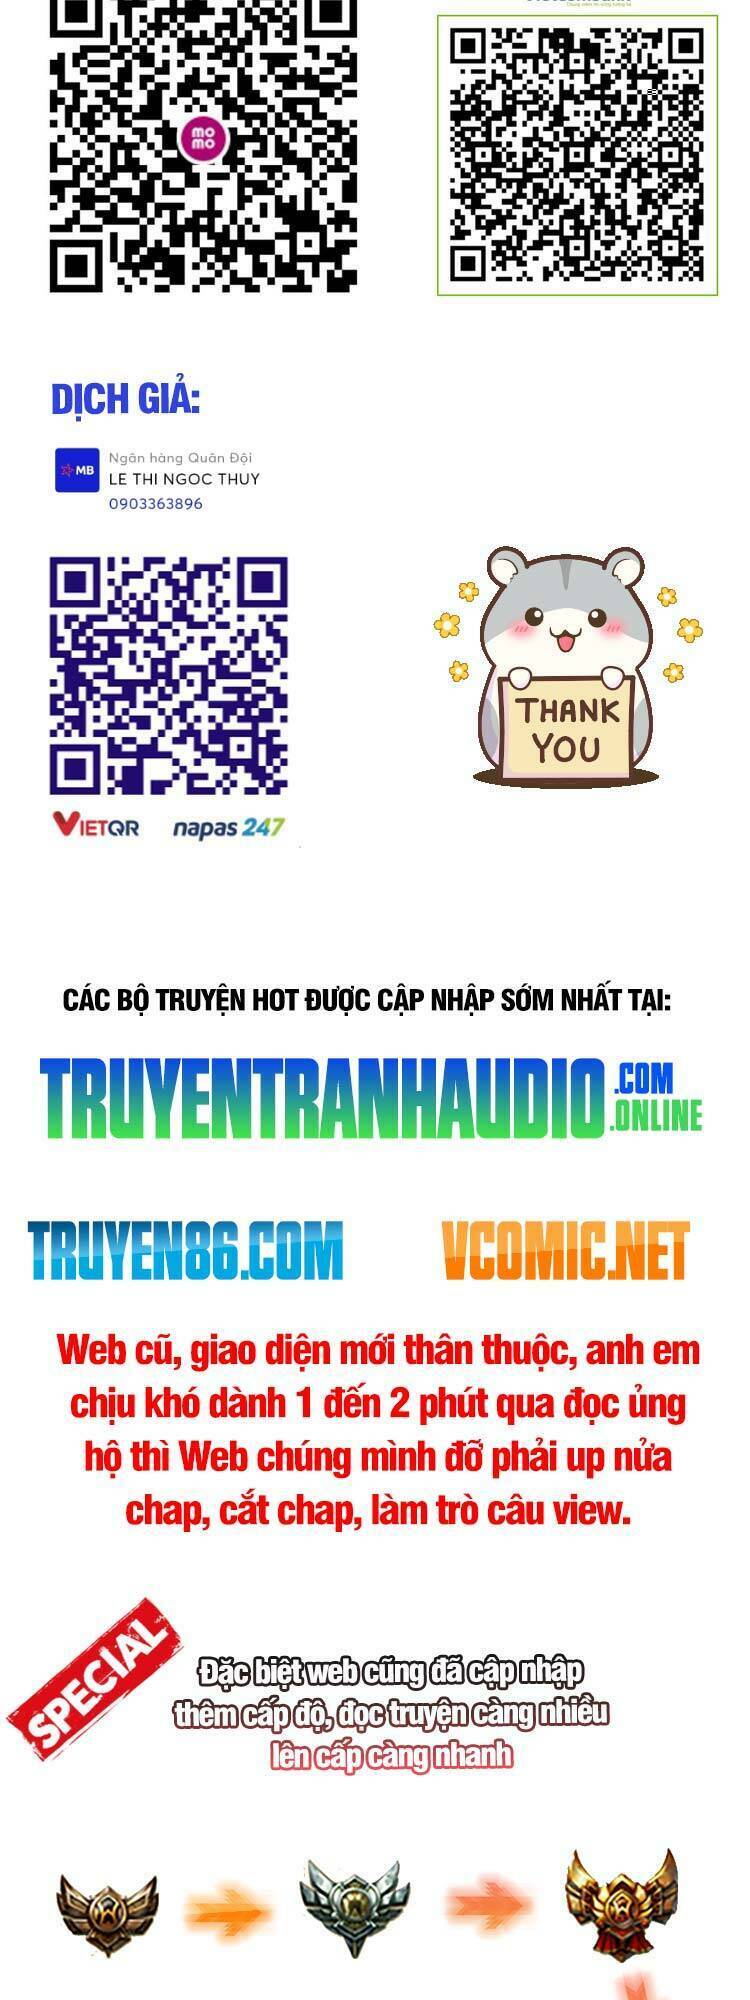 mo
mo
DỊCH GIẢ:
MB
Ngân hàng Quân Đội
LE THI NGOC THUY
0903363896
THANK
YOU
VIETQR napas 247
CÁC BỘ TRUYỆN HOT ĐƯỢC CẬP NHẬP SỚM NHẤT TẠI:
TRUYENTRANHAUDIO .COM
.ONLINE
TRUYEN86.COM VCOMIC.NET
Web cũ, giao diện mới thân thuộc, anh em
chịu khó dành 1 đến 2 phút qua đọc ủng
hộ thì Web chúng mình đỡ phải up nửa
chap, cắt chap, làm trò câu view.
SPECIAL
Đặc biệt web cũng đã cập nhập
thêm cấp độ, đọc truyện càng nhiều
lên cấp càng nhanh